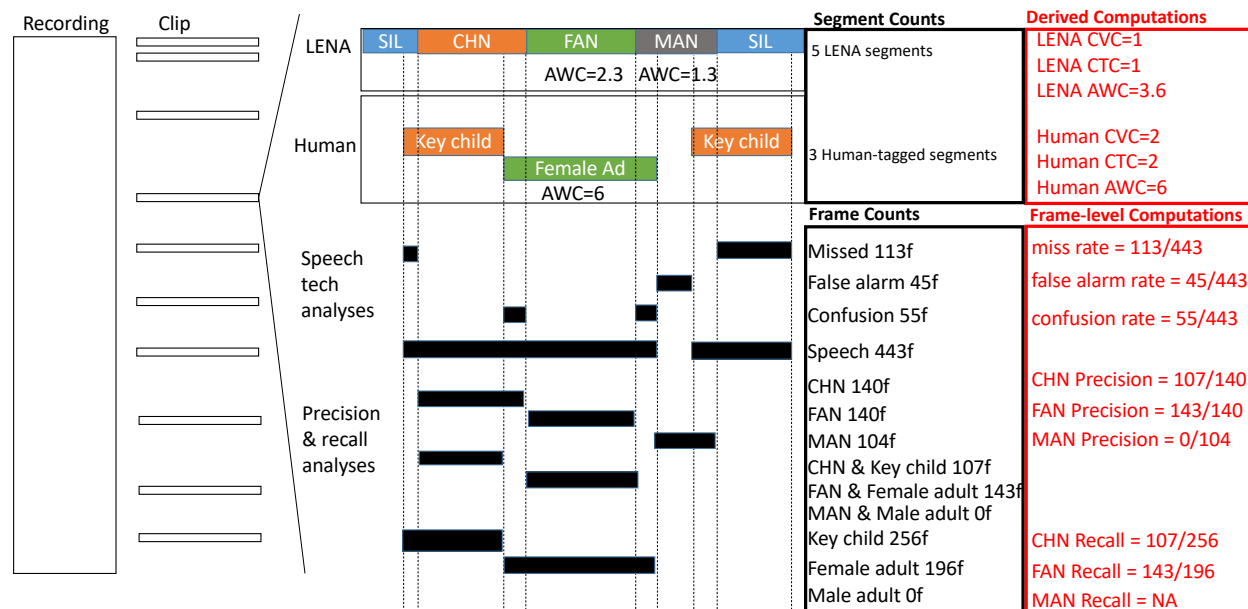 Recording
Clip
Segment Counts
Derived Computations
LENA
SIL
CHN
FAN
MAN
SIL
AWC=2.3
AWC=1.3
5 LENA segments
LENA CVC=1
LENA CTC=1
LENA AWC=3.6
Human
Key child
Key child
Female Ad
AWC=6
3 Human-tagged segments
Human CVC=2
Human CTC=2
Human AWC=6
Frame Counts
Frame-level Computations
Speech
tech
analyses
Missed 113f
False alarm 45f
Confusion 55f
Speech 443f
miss rate = 113/443
false alarm rate = 45/443
confusion rate = 55/443
Precision
& recall
analyses
CHN 140f
FAN 140f
MAN 104f
CHN & Key child 107f
FAN & Female adult 143f
MAN & Male adult 0f
Key child 256f
Female adult 196f
Male adult 0f
CHN Precision = 107/140
FAN Precision = 143/140
MAN Precision = 0/104
CHN Recall = 107/256
FAN Recall = 143/196
MAN Recall = NA